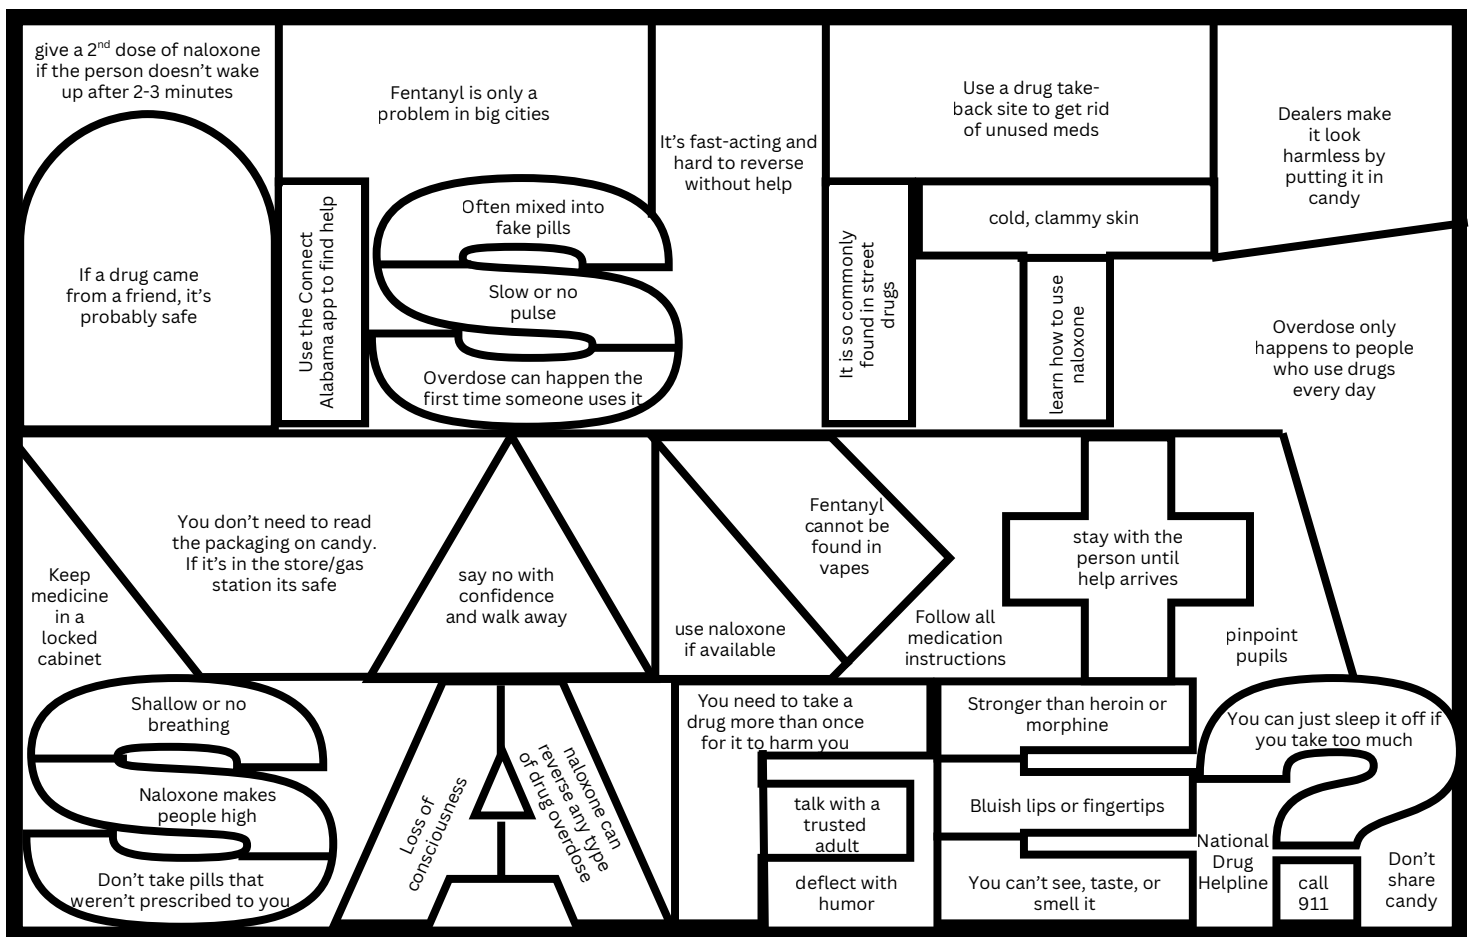 give a 2nd dose of naloxone
if the person doesn't wake
up after 2-3 minutes
Fentanyl is only a
problem in big cities
It's fast-acting and
hard to reverse
without help
Use a drug take-
back site to get rid
of unused meds
Dealers make
it look
harmless by
putting it in
candy
If a drug came
from a friend, it's
probably safe
Use the Connect
Alabama app to find help
Often mixed into
fake pills
Slow or no
pulse
Overdose can happen the
first time someone uses it
It is so commonly
found in street
drugs
cold, clammy skin
learn how to use
naloxone
Overdose only
happens to people
who use drugs
every day
Keep
medicine
in a
locked
cabinet
You don't need to read
the packaging on candy.
If it's in the store/gas
station its safe
say no with
confidence
and walk away
use naloxone
if available
Fentanyl
cannot be
found in
vapes
Follow all
medication
instructions
stay with the
person until
help arrives
pinpoint
pupils
Shallow or no
breathing
Naloxone makes
people high
Don't take pills that
weren't prescribed to you
Loss of
consciousness
naloxone can
reverse any type
of drug overdose
You need to take a
drug more than once
for it to harm you
talk with a
trusted
adult
deflect with
humor
Stronger than heroin or
morphine
Bluish lips or fingertips
You can't see, taste, or
smell it
You can just sleep it off if
you take too much
National
Drug
Helpline
call
911
Don't
share
candy